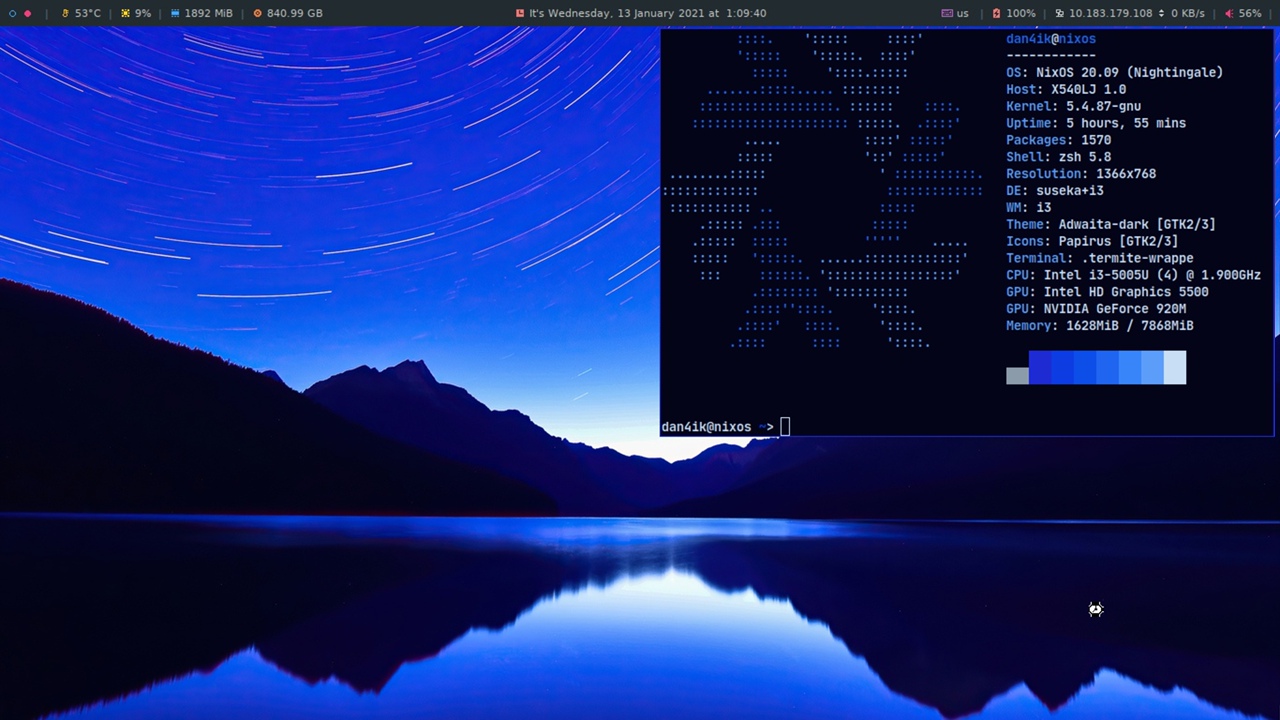 53°C | 9% | 1892 MiB | 840.99 GB
It's Wednesday, 13 January 2021 at 1:09:40
us | 100% | 10.183.179.108 0 KB/s | 56% |
dan4ik@nixos
------------
OS: NixOS 20.09 (Nightingale)
Host: X540LJ 1.0
Kernel: 5.4.87-gnu
Uptime: 5 hours, 55 mins
Packages: 1570
Shell: zsh 5.8
Resolution: 1366x768
DE: suseka+i3
WM: i3
Theme: Adwaita-dark [GTK2/3]
Icons: Papirus [GTK2/3]
Terminal: .termite-wrappe
CPU: Intel i3-5005U (4) @ 1.900GHz
GPU: Intel HD Graphics 5500
GPU: NVIDIA GeForce 920M
Memory: 1628MiB / 7868MiB
dan4ik@nixos ~>